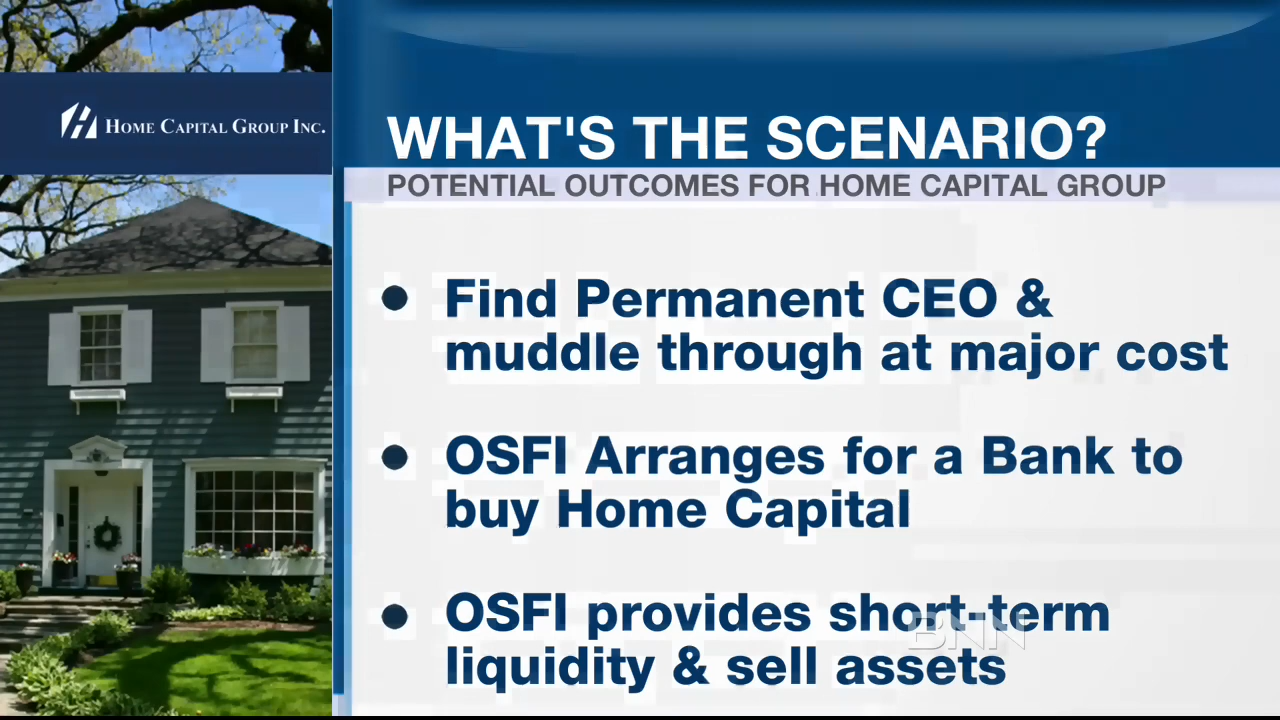 HOME CAPITAL GROUP INC.
WHAT'S THE SCENARIO?
POTENTIAL OUTCOMES FOR HOME CAPITAL GROUP
• Find Permanent CEO &
muddle through at major cost
• OSFI Arranges for a Bank to
buy Home Capital
• OSFI provides short-term
liquidity & sell assets
BNN